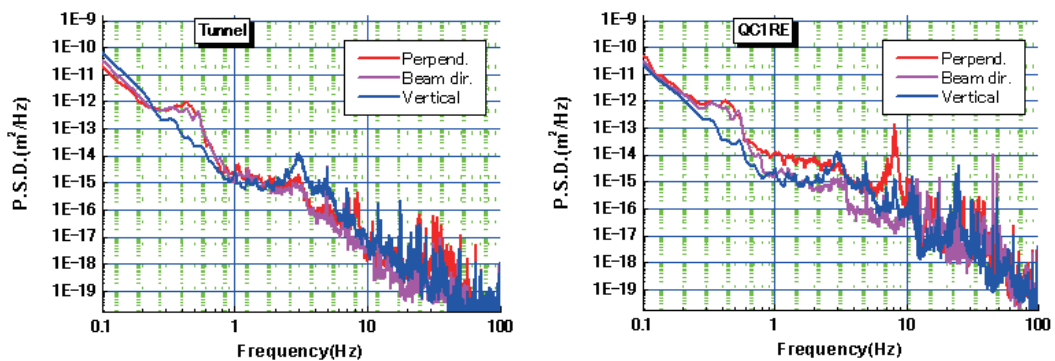 Tunnel
P.S.D.(m²/Hz)
1E−9
1E−10
1E−11
1E−12
1E−13
1E−14
1E−15
1E−16
1E−17
1E−18
1E−19
Perpend.
Beam dir.
Vertical
0.1 1 10 100
Frequency(Hz)
QC1RE
P.S.D.(m²/Hz)
1E−9
1E−10
1E−11
1E−12
1E−13
1E−14
1E−15
1E−16
1E−17
1E−18
1E−19
Perpend.
Beam dir.
Vertical
0.1 1 10 100
Frequency(Hz)